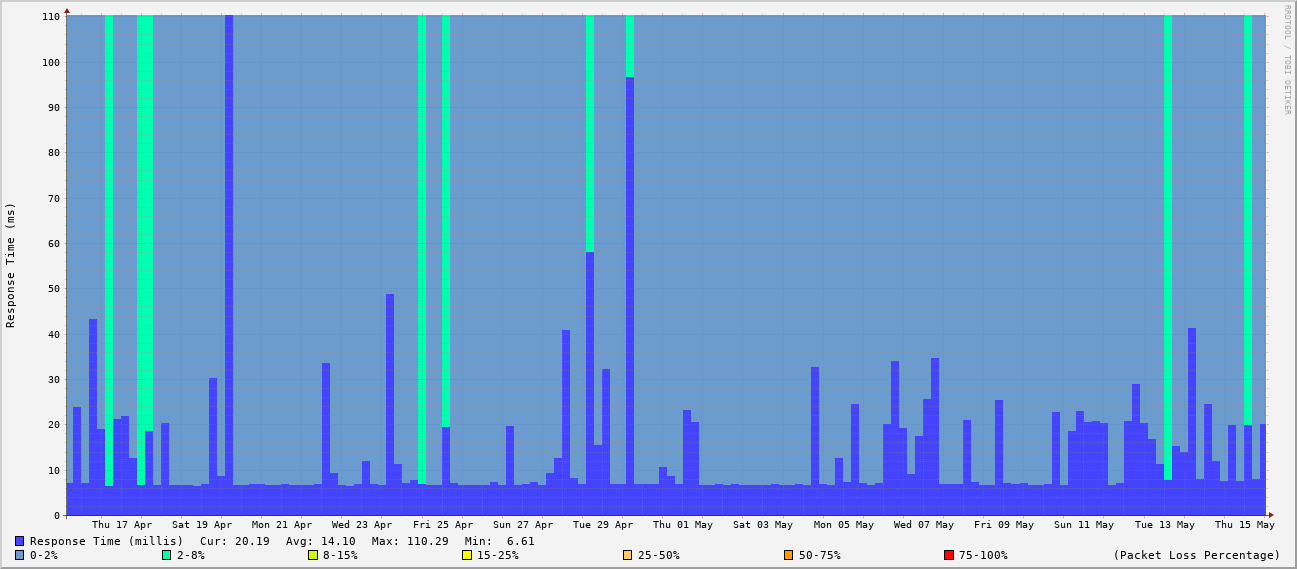 RRDTOOL / TOBI OETIKER
Response Time (ms)
110
100
90
80
70
60
50
40
30
20
10
0
Thu 17 Apr Sat 19 Apr Mon 21 Apr Wed 23 Apr Fri 25 Apr Sun 27 Apr Tue 29 Apr Thu 01 May Sat 03 May Mon 05 May Wed 07 May Fri 09 May Sun 11 May Tue 13 May Thu 15 May
Response Time (millis) Cur: 20.19 Avg: 14.10 Max: 110.29 Min: 6.61
0-2% 2-8% 8-15% 15-25% 25-50% 50-75% 75-100% (Packet Loss Percentage)